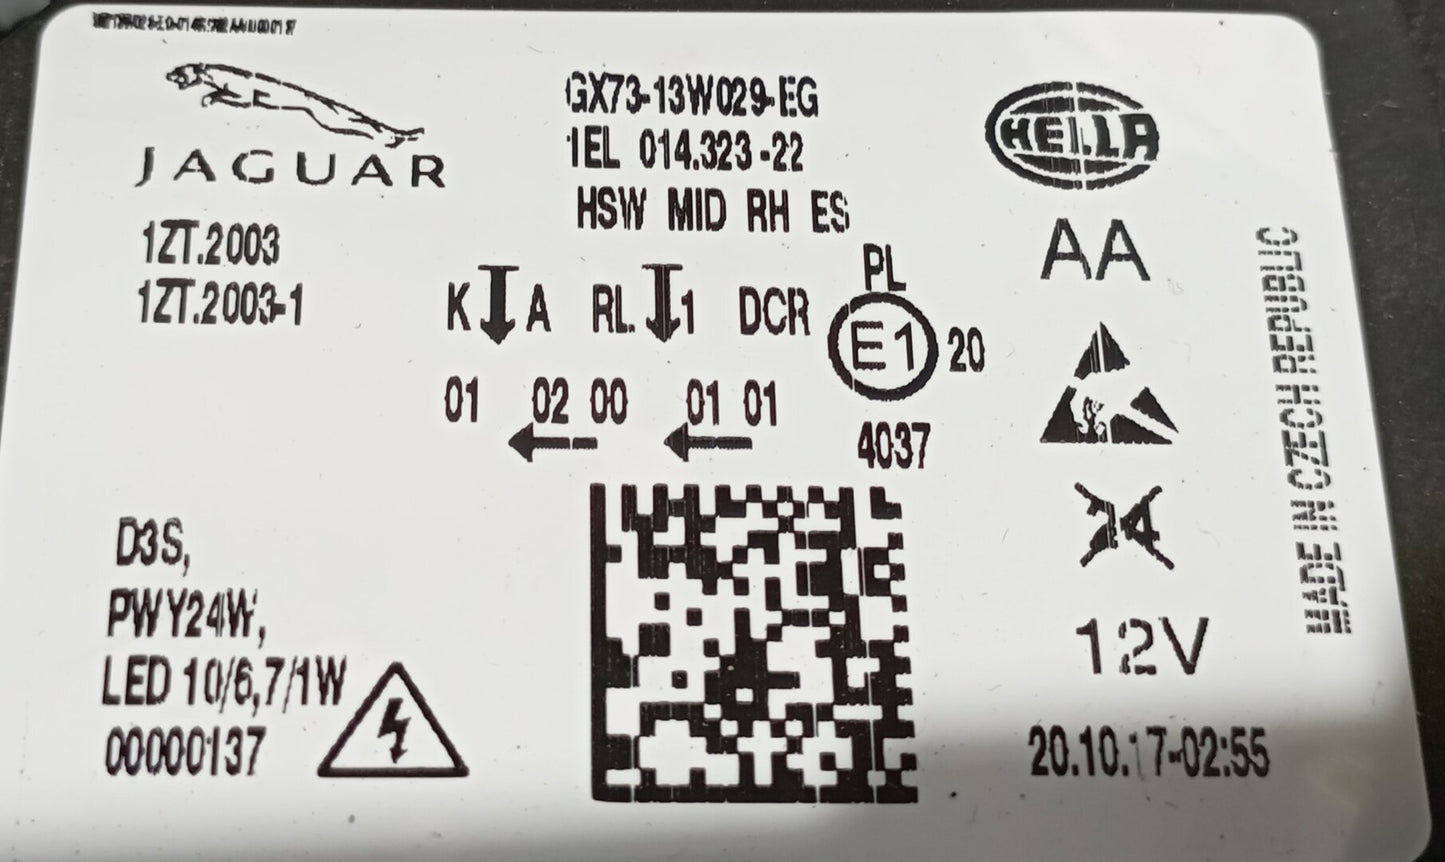 JAGUAR
1ZT.2003
1ZT.2003-1
GX73-13W029-EG
1EL 014.323-22
HSW MID RH ES
HELLA
AA
K A RL. 1 DCR
PL
E1 20
01 02 00 01 01
4037
D3S,
PWY24W,
LED 10/6,7/1W
00000137
12V
20.10.17-02:55
MADE IN CZECH REPUBLIC